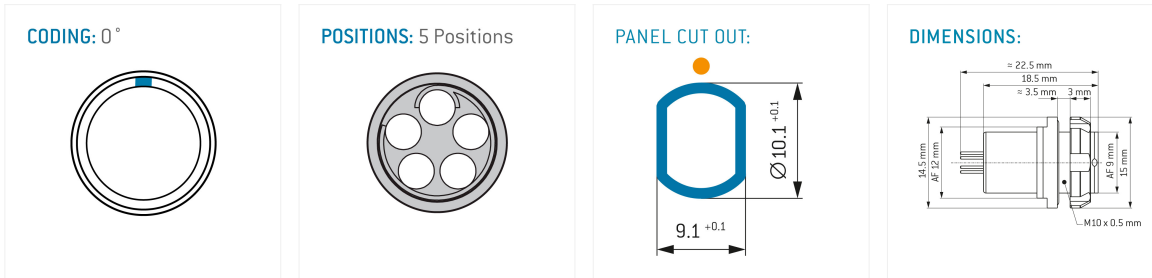 CODING: 0°
POSITIONS: 5 Positions
PANEL CUT OUT:
Ø10.1 +0.1
9.1 +0.1
DIMENSIONS:
≈ 22.5 mm
18.5 mm
≈ 3.5 mm
3 mm
14.5 mm
AF 12 mm
AF 9 mm
15 mm
M10 x 0.5 mm